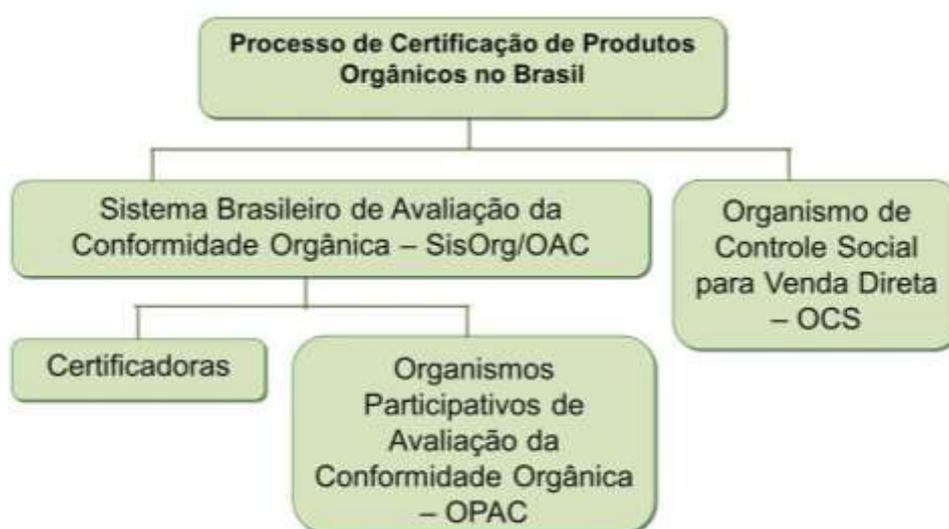 Processo de Certificação de Produtos
Orgânicos no Brasil
Sistema Brasileiro de Avaliação da
Conformidade Orgânica – SisOrg/OAC
Organismo de
Controle Social
para Venda Direta
– OCS
Certificadoras
Organismos
Participativos de
Avaliação da
Conformidade Orgânica
– OPAC